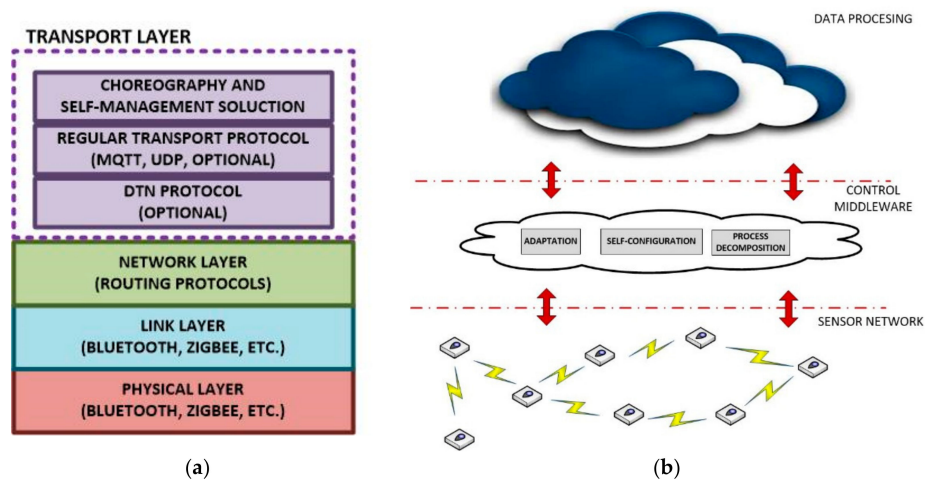 TRANSPORT LAYER
CHOREOGRAPHY AND
SELF-MANAGEMENT SOLUCTION
REGULAR TRANSPORT PROTOCOL
(MQTT, UDP, OPTIONAL)
DTN PROTOCOL
(OPTIONAL)
NETWORK LAYER
(ROUTING PROTOCOLS)
LINK LAYER
(BLUETOOTH, ZIGBEE, ETC.)
PHYSICAL LAYER
(BLUETOOTH, ZIGBEE, ETC.)
(a)
DATA PROCESING
CONTROL
MIDDLEWARE
ADAPTATION
SELF-CONFIGURATION
PROCESS
DECOMPOSITION
SENSOR NETWORK
(b)